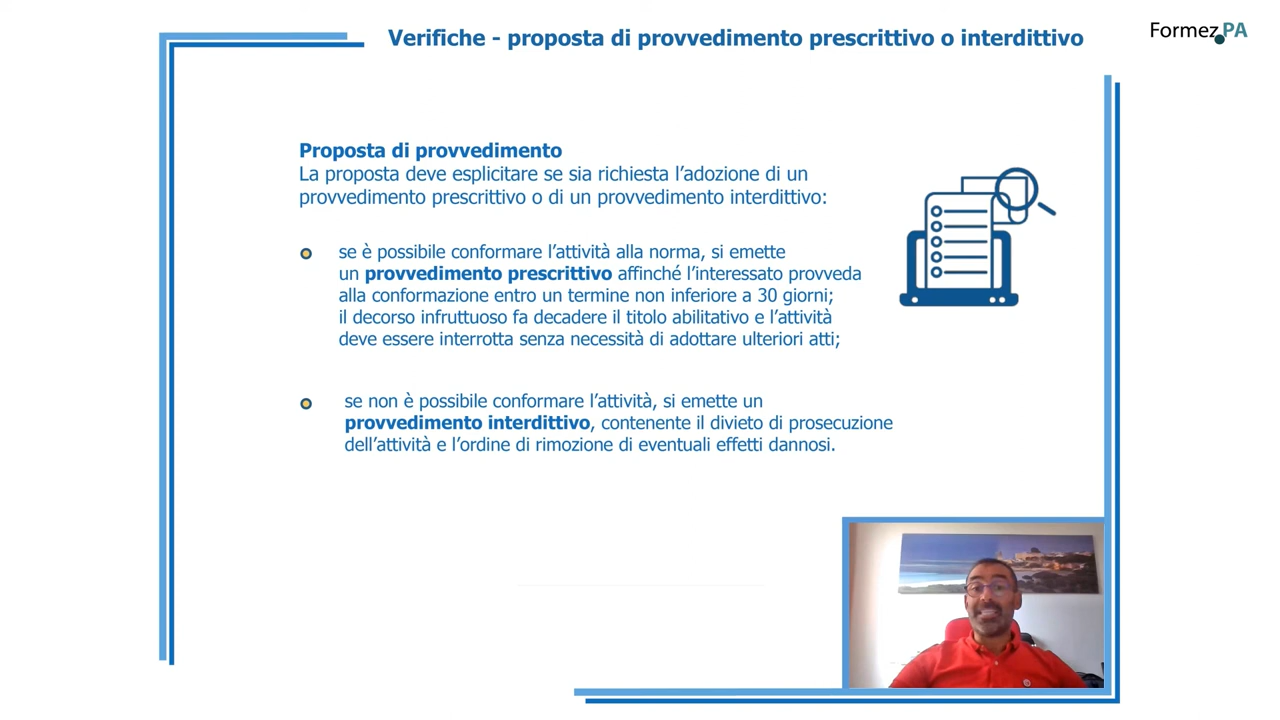 Verifiche - proposta di provvedimento prescrittivo o interdittivo
Formez.PA
Proposta di provvedimento
La proposta deve esplicitare se sia richiesta l’adozione di un
provvedimento prescrittivo o di un provvedimento interdittivo:
se è possibile conformare l’attività alla norma, si emette
un provvedimento prescrittivo affinché l’interessato provveda
alla conformazione entro un termine non inferiore a 30 giorni;
il decorso infruttuoso fa decadere il titolo abilitativo e l’attività
deve essere interrotta senza necessità di adottare ulteriori atti;
se non è possibile conformare l’attività, si emette un
provvedimento interdittivo, contenente il divieto di prosecuzione
dell’attività e l’ordine di rimozione di eventuali effetti dannosi.